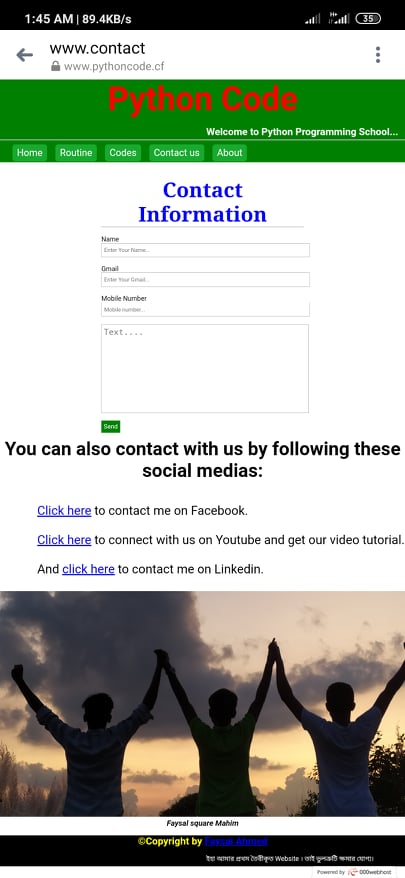 1:45 AM | 89.4KB/s
35
www.contact
www.pythoncode.cf
Python Code
Welcome to Python Programming School...
Home Routine Codes Contact us About
Contact
Information
Name
Enter Your Name...
Gmail
Enter Your Gmail...
Mobile Number
Mobile number...
Text....
Send
You can also contact with us by following these
social medias:
Click here to contact me on Facebook.
Click here to connect with us on Youtube and get our video tutorial.
And click here to contact me on Linkedin.
Faysal square Mahim
©Copyright by Faysal Ahmed
ইহা আমার প্রথম তৈরীকৃত Website । তাই ভুলত্রুটি ক্ষমার যোগ্য।
Powered by 000webhost